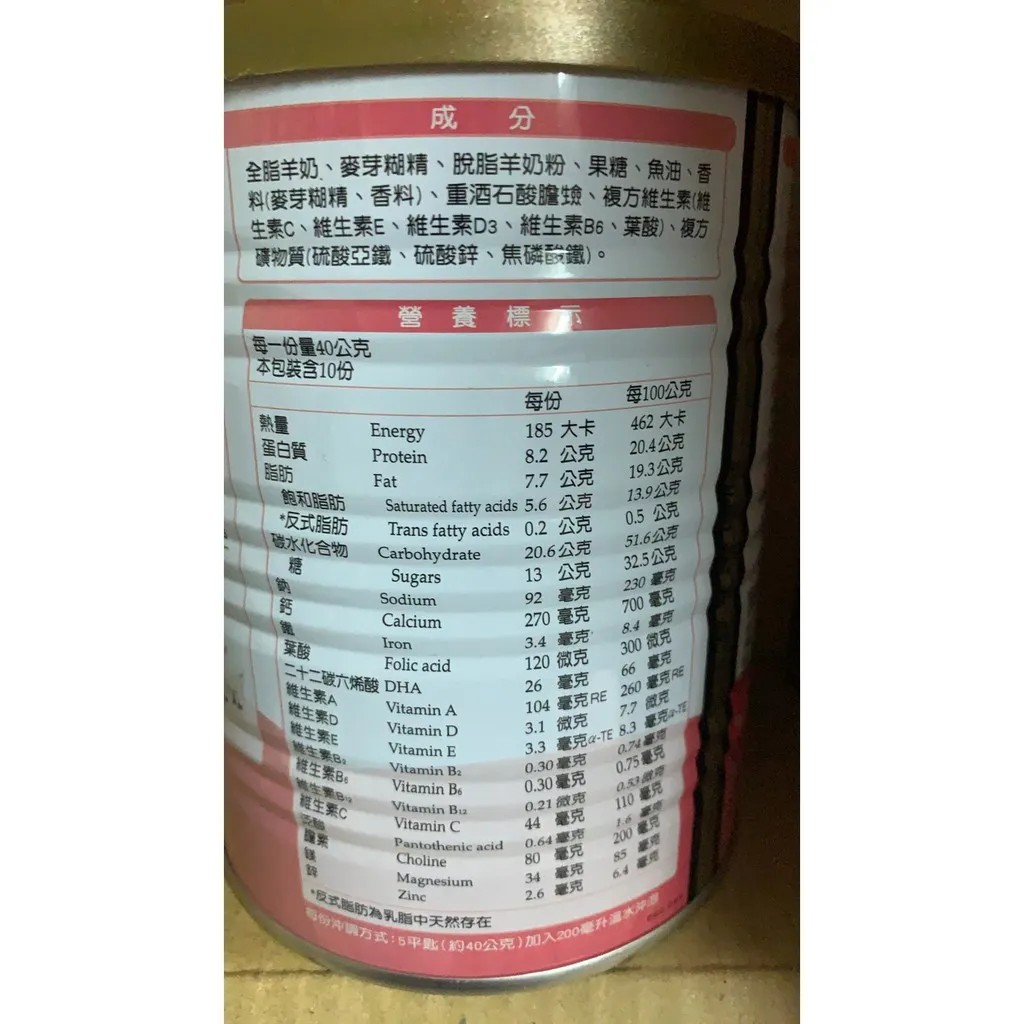 成分
全脂羊奶、麥芽糊精、脫脂羊奶粉、果糖、魚油、香
料(麥芽糊精、香料)、重酒石酸膽鹼、複方維生素(維
生素C、維生素E、維生素D3、維生素B6、葉酸)、複方
礦物質(硫酸亞鐵、硫酸鋅、焦磷酸鐵)。
營養標示
每一份量40公克
本包裝含10份
每份 每100公克
熱量 Energy 185 大卡 462 大卡
蛋白質 Protein 8.2 公克 20.4公克
脂肪 Fat 7.7 公克 19.3公克
飽和脂肪 Saturated fatty acids 5.6 公克 13.9公克
*反式脂肪 Trans fatty acids 0.2 公克 0.5 公克
碳水化合物 Carbohydrate 20.6公克 51.6公克
糖 Sugars 13 公克 32.5公克
鈉 Sodium 92 毫克 230 毫克
鈣 Calcium 270 毫克 700 毫克
鐵 Iron 3.4 毫克 8.4 毫克
葉酸 Folic acid 120 微克 300 微克
二十二碳六烯酸 DHA 26 毫克 66 毫克
維生素A Vitamin A 104 毫克RE 260 毫克RE
維生素D Vitamin D 3.1 微克 7.7 微克
維生素E Vitamin E 3.3 毫克α-TE 8.3 毫克α-TE
維生素B₂ Vitamin B₂ 0.30毫克 0.74毫克
維生素B₆ Vitamin B₆ 0.30毫克 0.75毫克
維生素B₁₂ Vitamin B₁₂ 0.21微克 0.53微克
維生素C Vitamin C 44 毫克 110 毫克
泛酸 Pantothenic acid 0.64毫克 1.6 毫克
膽素 Choline 80 毫克 200 毫克
鎂 Magnesium 34 毫克 85 毫克
鋅 Zinc 2.6 毫克 6.4 毫克
*反式脂肪為乳脂中天然存在
每份沖調方式：5平匙(約40公克)加入200毫升溫水沖泡